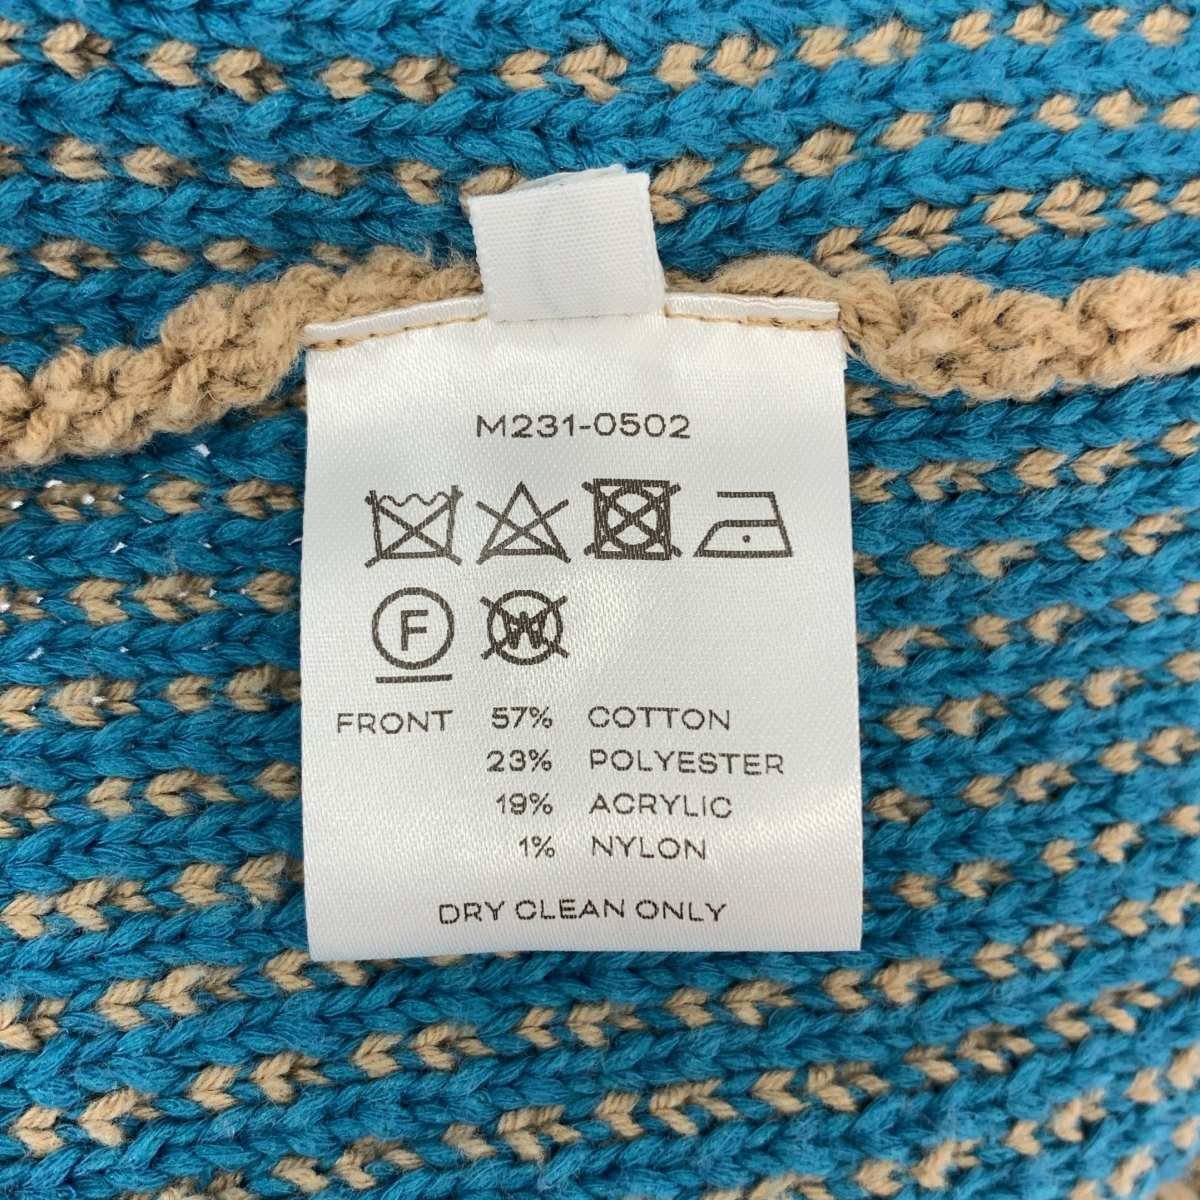 M231-0502
F W
FRONT 57% COTTON
23% POLYESTER
19% ACRYLIC
1% NYLON
DRY CLEAN ONLY